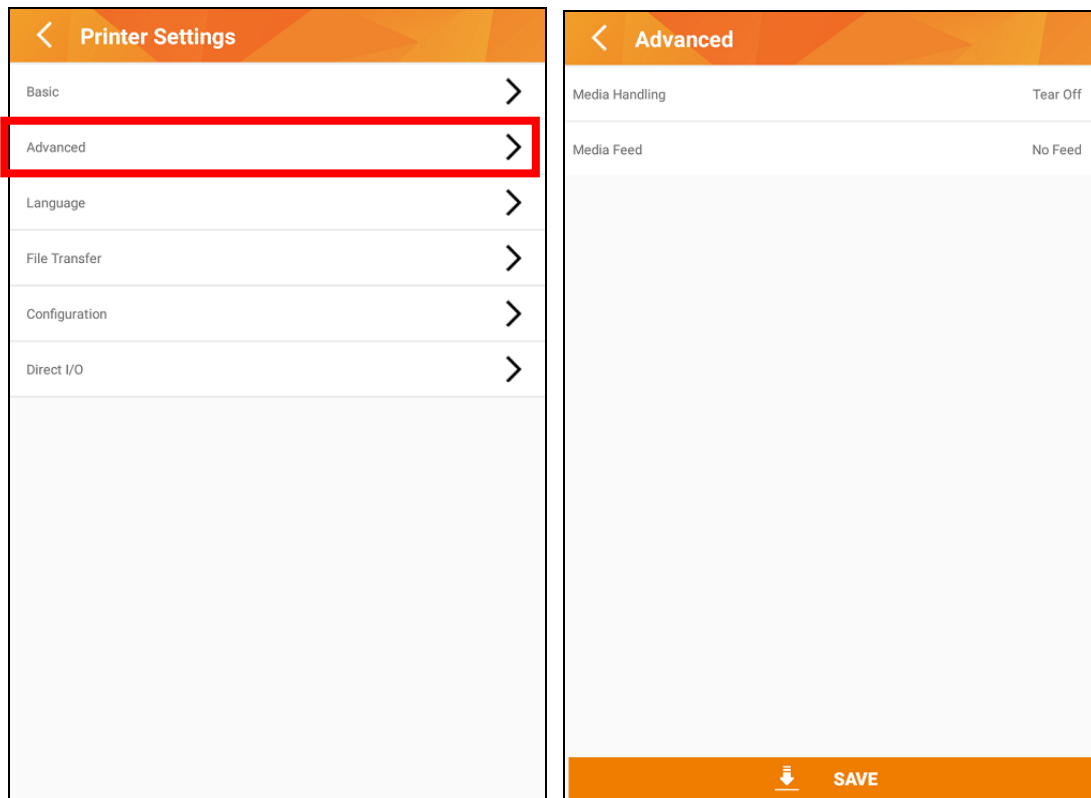 Printer Settings
Basic
Advanced
Language
File Transfer
Configuration
Direct I/O
Advanced
Media Handling Tear Off
Media Feed No Feed
SAVE